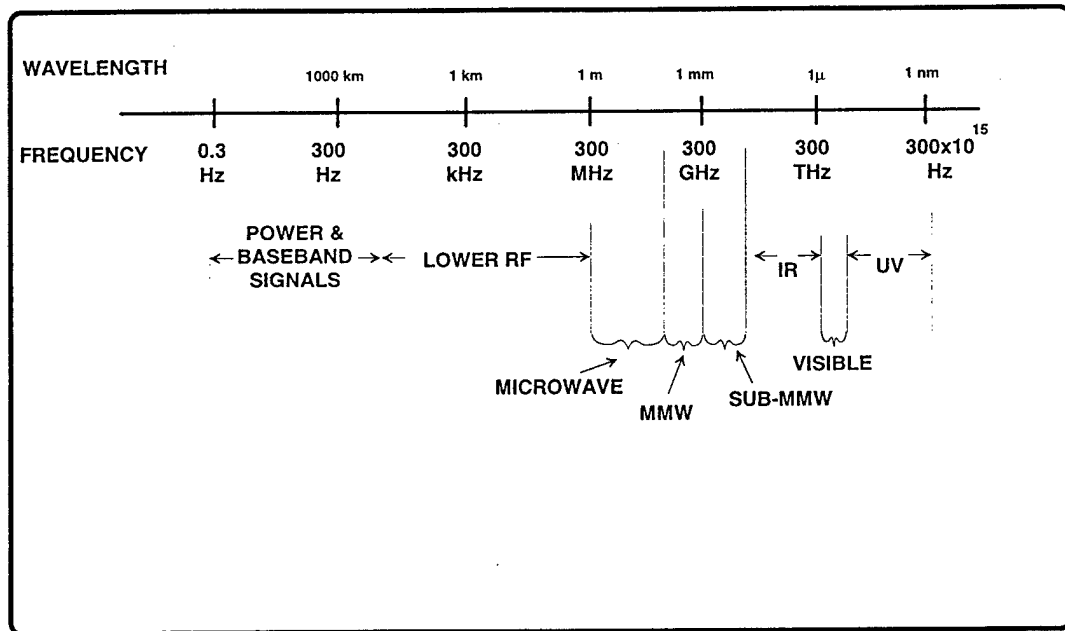 WAVELENGTH 1000 km 1 km 1 m 1 mm 1μ 1 nm
FREQUENCY 0.3 Hz 300 Hz 300 kHz 300 MHz 300 GHz 300 THz 300x10^15 Hz
POWER &
BASEBAND
SIGNALS
LOWER RF
IR
UV
MICROWAVE
MMW
SUB-MMW
VISIBLE